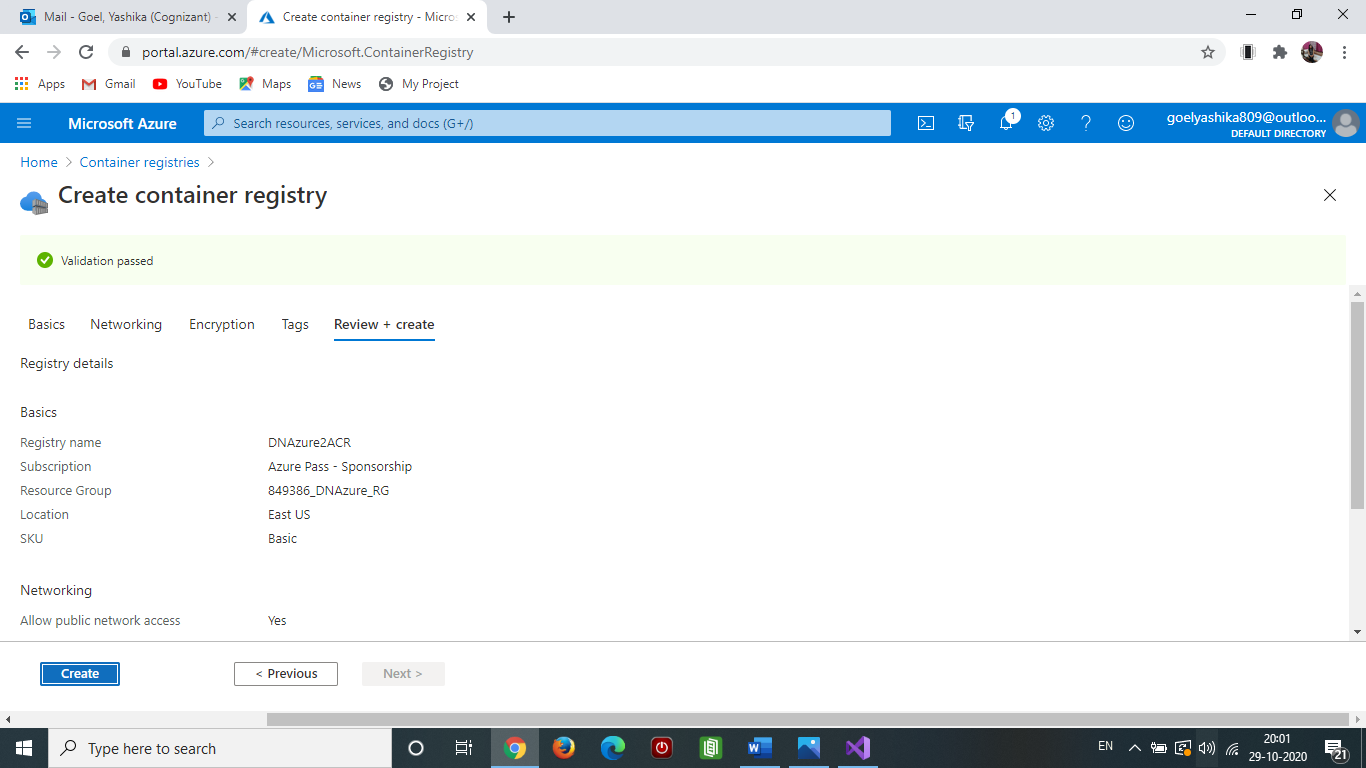 Mail - Goel, Yashika (Cognizant) -
Create container registry - Micros
portal.azure.com/#create/Microsoft.ContainerRegistry
Apps Gmail YouTube Maps News My Project
Microsoft Azure
Search resources, services, and docs (G+/)
1
goelyashika809@outloo...
DEFAULT DIRECTORY
Home > Container registries >
Create container registry
Validation passed
Basics Networking Encryption Tags Review + create
Registry details
Basics
Registry name DNAzure2ACR
Subscription Azure Pass - Sponsorship
Resource Group 849386_DNAzure_RG
Location East US
SKU Basic
Networking
Allow public network access Yes
Create < Previous Next >
Type here to search
EN
20:01
29-10-2020
21